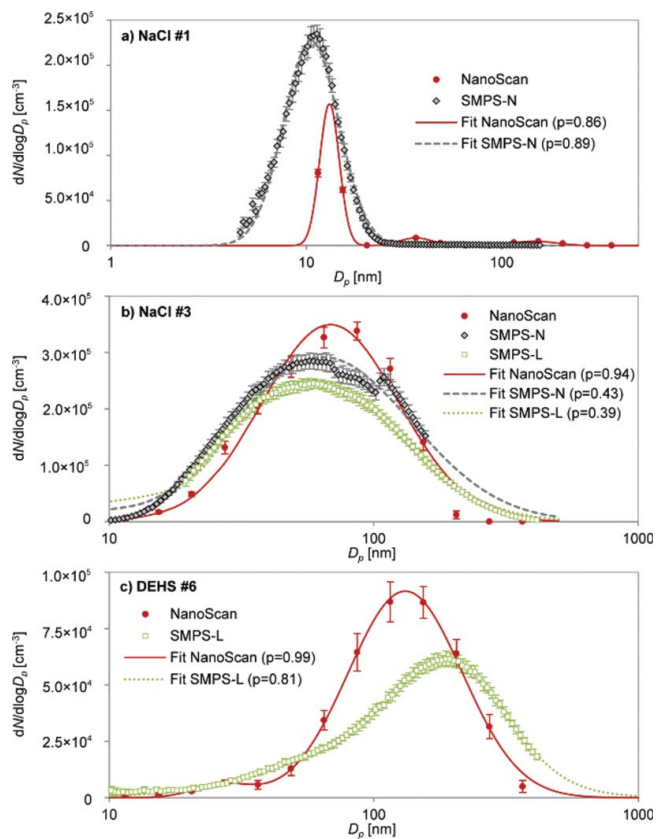 a) NaCl #1
dN/dlogDp [cm-3]
2.5×10⁵
2.0×10⁵
1.5×10⁵
1.0×10⁵
5.0×10⁴
0
NanoScan
SMPS-N
Fit NanoScan (p=0.86)
Fit SMPS-N (p=0.89)
1
10
100
Dp [nm]
b) NaCl #3
dN/dlogDp [cm-3]
4.0×10⁵
3.0×10⁵
2.0×10⁵
1.0×10⁵
0
NanoScan
SMPS-N
SMPS-L
Fit NanoScan (p=0.94)
Fit SMPS-N (p=0.43)
Fit SMPS-L (p=0.39)
10
100
1000
Dp [nm]
c) DEHS #6
dN/dlogDp [cm-3]
1.0×10⁵
7.5×10⁴
5.0×10⁴
2.5×10⁴
0
NanoScan
SMPS-L
Fit NanoScan (p=0.99)
Fit SMPS-L (p=0.81)
10
100
1000
Dp [nm]